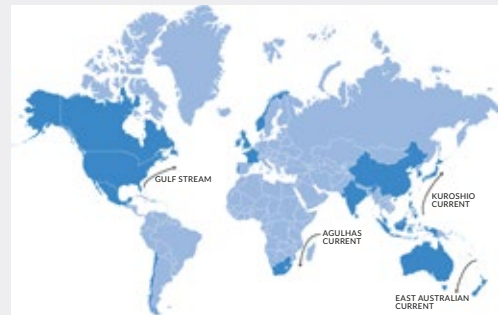 GULF STREAM
KUROSHIO
CURRENT
AGULHAS
CURRENT
EAST AUSTRALIAN
CURRENT